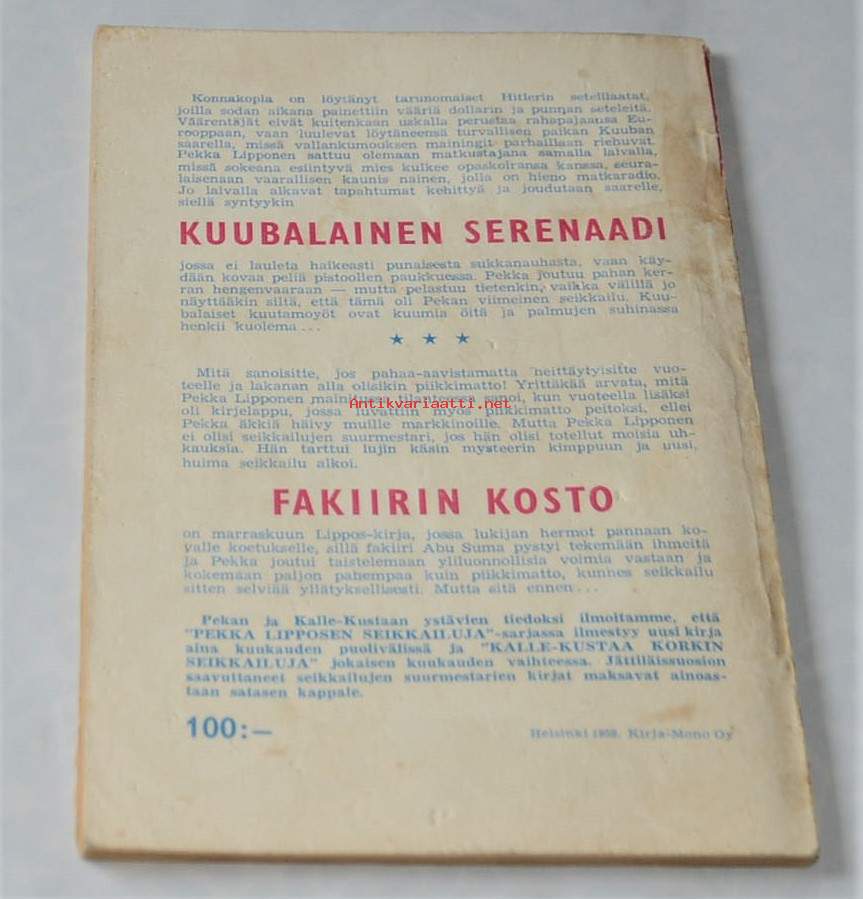 Konnakopla on löytänyt tarunomaiset Hitlerin setelilaatat,
joilla sodan aikana painettiin vääriä dollarin ja punnan seteleitä.
Väärentäjät eivät kuitenkaan uskalla perustaa rahapajaansa Eu-
rooppaan, vaan luulevat löytäneensä turvallisen paikan Kuuban
saarella, missä vallankumouksen mainingit parhaillaan riehuvat.
Pekka Lipponen sattuu olemaan matkustajana samalla laivalla,
missä sokeana esiintyvä mies kulkee opaskoiransa kanssa, seura-
laisenaan vaarallisen kaunis nainen, jolla on hieno matkaradio.
Jo laivalla alkavat tapahtumat kehittyä ja joudutaan saarelle,
siellä syntyykin
KUUBALAINEN SERENAADI
jossa ei lauleta haikeasti punaisesta sukkanauhasta, vaan käy-
dään kovaa peliä pistoolien paukkuessa. Pekka joutuu pahan ker-
ran hengenvaaraan — mutta pelastuu tietenkin, vaikka välillä jo
näyttääkin siltä, että tämä oli Pekan viimeinen seikkailu. Kuu-
balaiset kuutamoyöt ovat kuumia öitä ja palmujen suhinassa
henkii kuolema...
★ ★ ★
Mitä sanoisitte, jos pahaa-aavistamatta heittäytyisitte vuo-
teelle ja lakanan alla olisikin piikkimatto! Yrittäkää arvata, mitä
Pekka Lipponen mainitussa tilanteessa sanoi, kun vuoteella lisäksi
Antikvariaatti.net
oli kirjelappu, jossa luvattiin myös piikkimatto peitoksi, ellei
Pekka äkkiä häivy muille markkinoille. Mutta Pekka Lipponen
ei olisi seikkailujen suurmestari, jos hän olisi totellut moisia uh-
kauksia. Hän tarttui lujin käsin mysteerin kimppuun ja uusi,
huima seikkailu alkoi.
FAKIIRIN KOSTO
on marraskuun Lippos-kirja, jossa lukijan hermot pannaan ko-
valle koetukselle, sillä fakiiri Abu Suma pystyi tekemään ihmeitä
ja Pekka joutui taistelemaan yliluonnollisia voimia vastaan ja
kokemaan paljon pahempaa kuin piikkimatto, kunnes seikkailu
sitten selviää yllätyksellisesti. Mutta sitä ennen...
Pekan ja Kalle-Kustaan ystävien tiedoksi ilmoitamme, että
"PEKKA LIPPOSEN SEIKKAILUJA"-sarjassa ilmestyy uusi kirja
aina kuukauden puolivälissä ja "KALLE-KUSTAA KORKIN
SEIKKAILUJA" jokaisen kuukauden vaihteessa. Jättiläissuosion
saavuttaneet seikkailujen suurmestarien kirjat maksavat ainoas-
taan satasen kappale.
100:—
Helsinki 1958. Kirja-Mono Oy